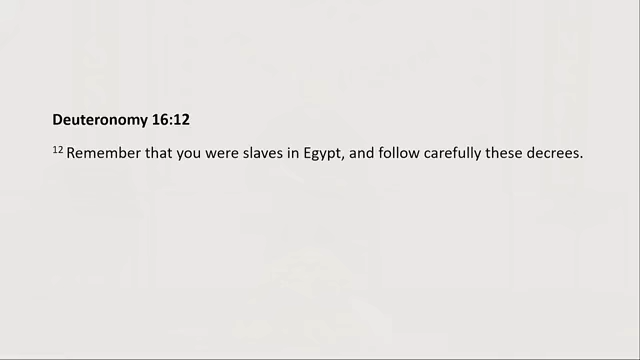 Deuteronomy 16:12
12 Remember that you were slaves in Egypt, and follow carefully these decrees.